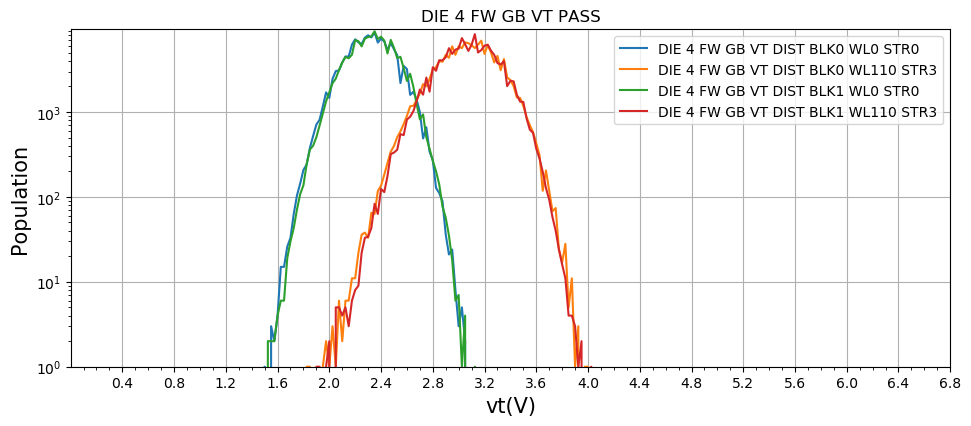 DIE 4 FW GB VT PASS
DIE 4 FW GB VT DIST BLK0 WL0 STR0
DIE 4 FW GB VT DIST BLK0 WL110 STR3
DIE 4 FW GB VT DIST BLK1 WL0 STR0
DIE 4 FW GB VT DIST BLK1 WL110 STR3
Population
10³
10²
10¹
10⁰
0.4 0.8 1.2 1.6 2.0 2.4 2.8 3.2 3.6 4.0 4.4 4.8 5.2 5.6 6.0 6.4 6.8
vt(V)